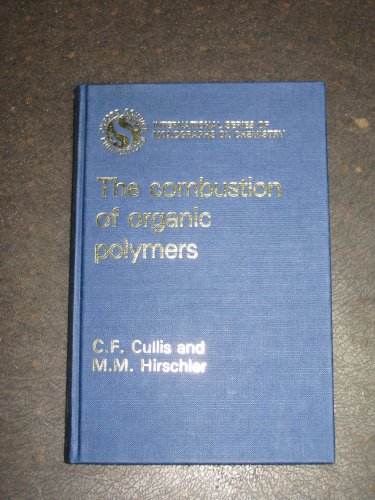 INTERNATIONAL SERIES OF
MONOGRAPHS ON CHEMISTRY
The combustion
of organic
polymers
C.F. Cullis and
M.M. Hirschler